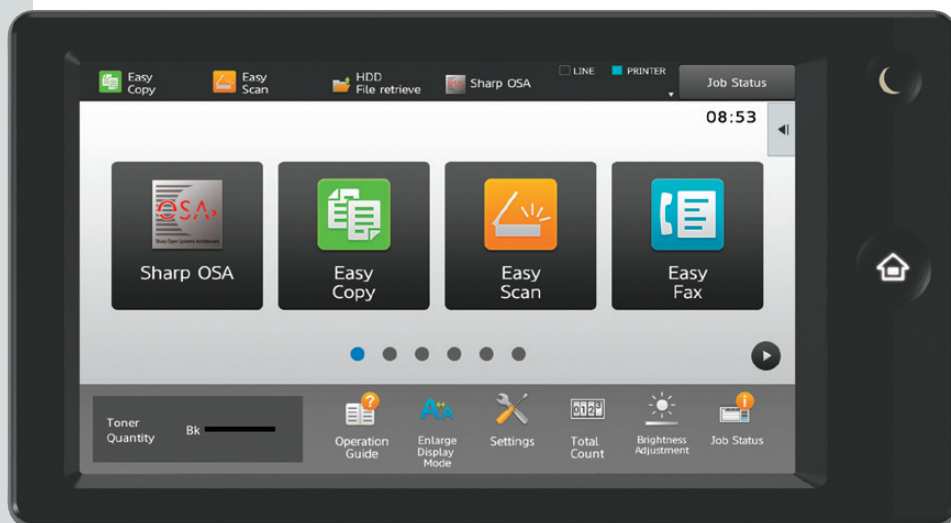 Easy
Copy
Easy
Scan
HDD
File retrieve
Sharp OSA
LINE
PRINTER
Job Status
08:53
OSA
Sharp OSA
Easy
Copy
Easy
Scan
Easy
Fax
Toner
Quantity
Bk
Operation
Guide
Enlarge
Display
Mode
Settings
Total
Count
Brightness
Adjustment
Job Status